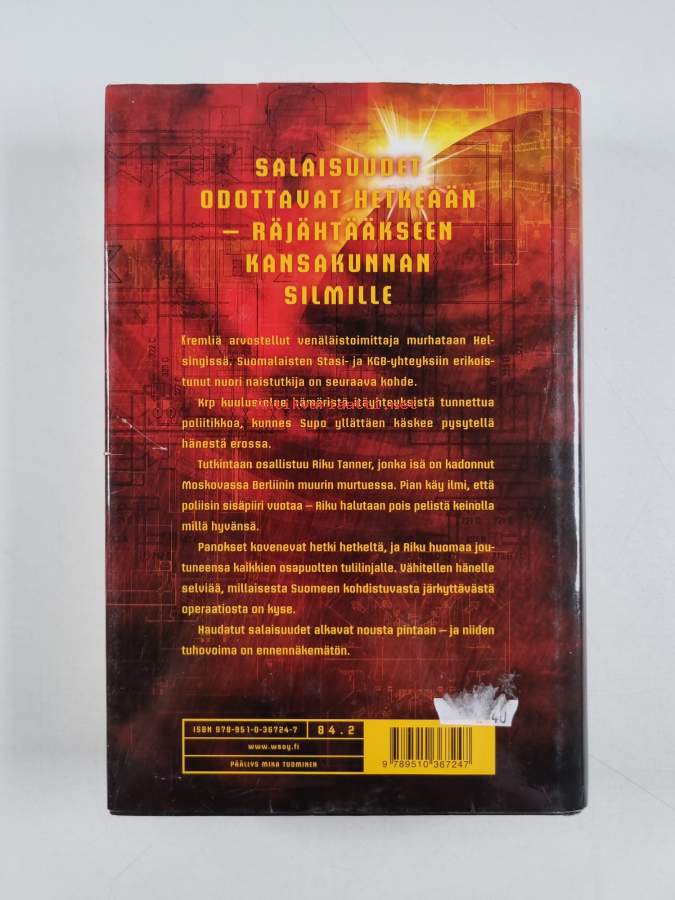 SALAISUUDET
ODOTTAVAT HETKEÄÄN
– RÄJÄHTÄÄKSEEN
KANSAKUNNAN
SILMILLE
Kremliä arvostellut venäläistoimittaja murhataan Hel-
singissä. Suomalaisten Stasi- ja KGB-yhteyksiin erikois-
tunut nuori naistutkija on seuraava kohde.
Krp kuulustelee hämäristä itäyhteyksistä tunnettua
poliitikkoa, kunnes Supo yllättäen käskee pysytellä
hänestä erossa.
Tutkintaan osallistuu Riku Tanner, jonka isä on kadonnut
Moskovassa Berliinin muurin murtuessa. Pian käy ilmi, että
poliisin sisäpiiri vuotaa – Riku halutaan pois pelistä keinolla
millä hyvänsä.
Panokset kovenevat hetki hetkeltä, ja Riku huomaa jou-
tuneensa kaikkien osapuolten tulilinjalle. Vähitellen hänelle
selviää, millaisesta Suomeen kohdistuvasta järkyttävästä
operaatiosta on kyse.
Haudatut salaisuudet alkavat nousta pintaan – ja niiden
tuhovoima on ennennäkemätön.
40
ISBN 978-951-0-36724-7
84.2
www.wsoy.fi
PÄÄLLYS MIKA TUOMINEN
9 789510 367247